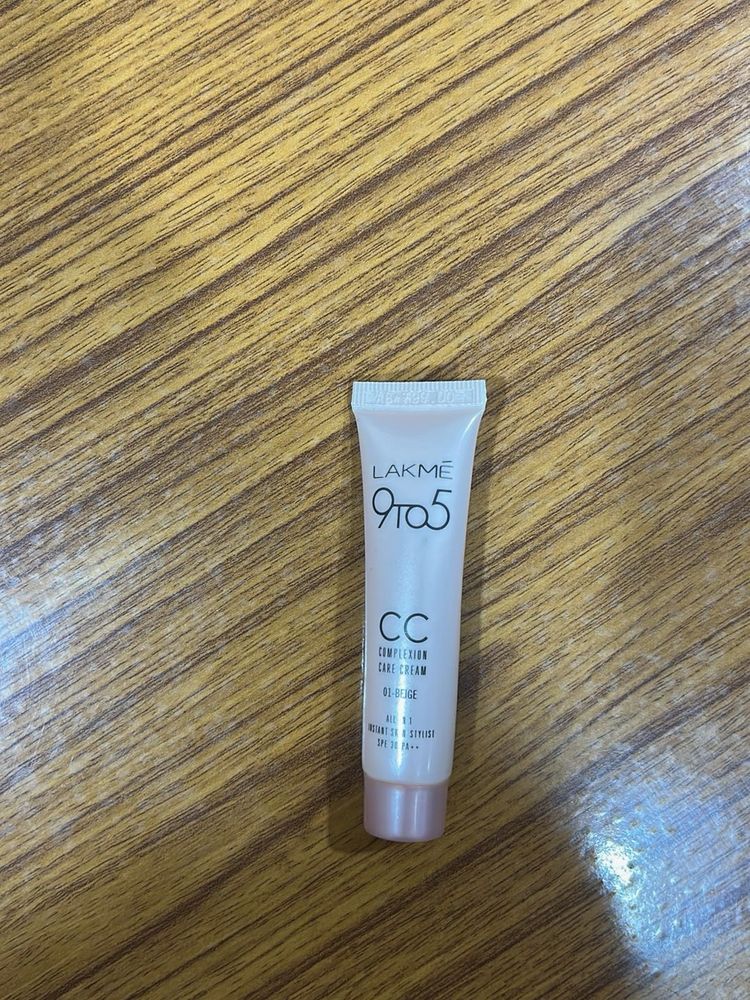 LAKMĒ
9TO5
CC
COMPLEXION
CARE CREAM
01-BEIGE
ALL IN 1
INSTANT SKIN STYLIST
SPF 30 PA++